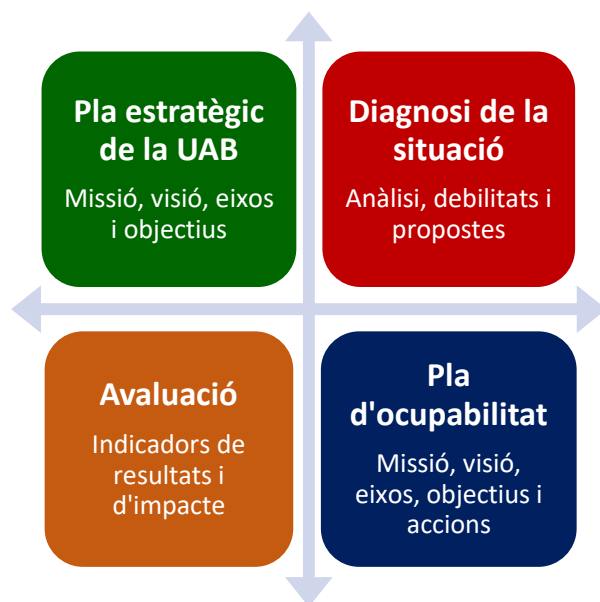 Pla estratègic
de la UAB
Missió, visió, eixos
i objectius
Diagnosi de la
situació
Anàlisi, debilitats i
propostes
Avaluació
Indicadors de
resultats i
d'impacte
Pla
d'ocupabilitat
Missió, visió,
eixos, objectius i
accions